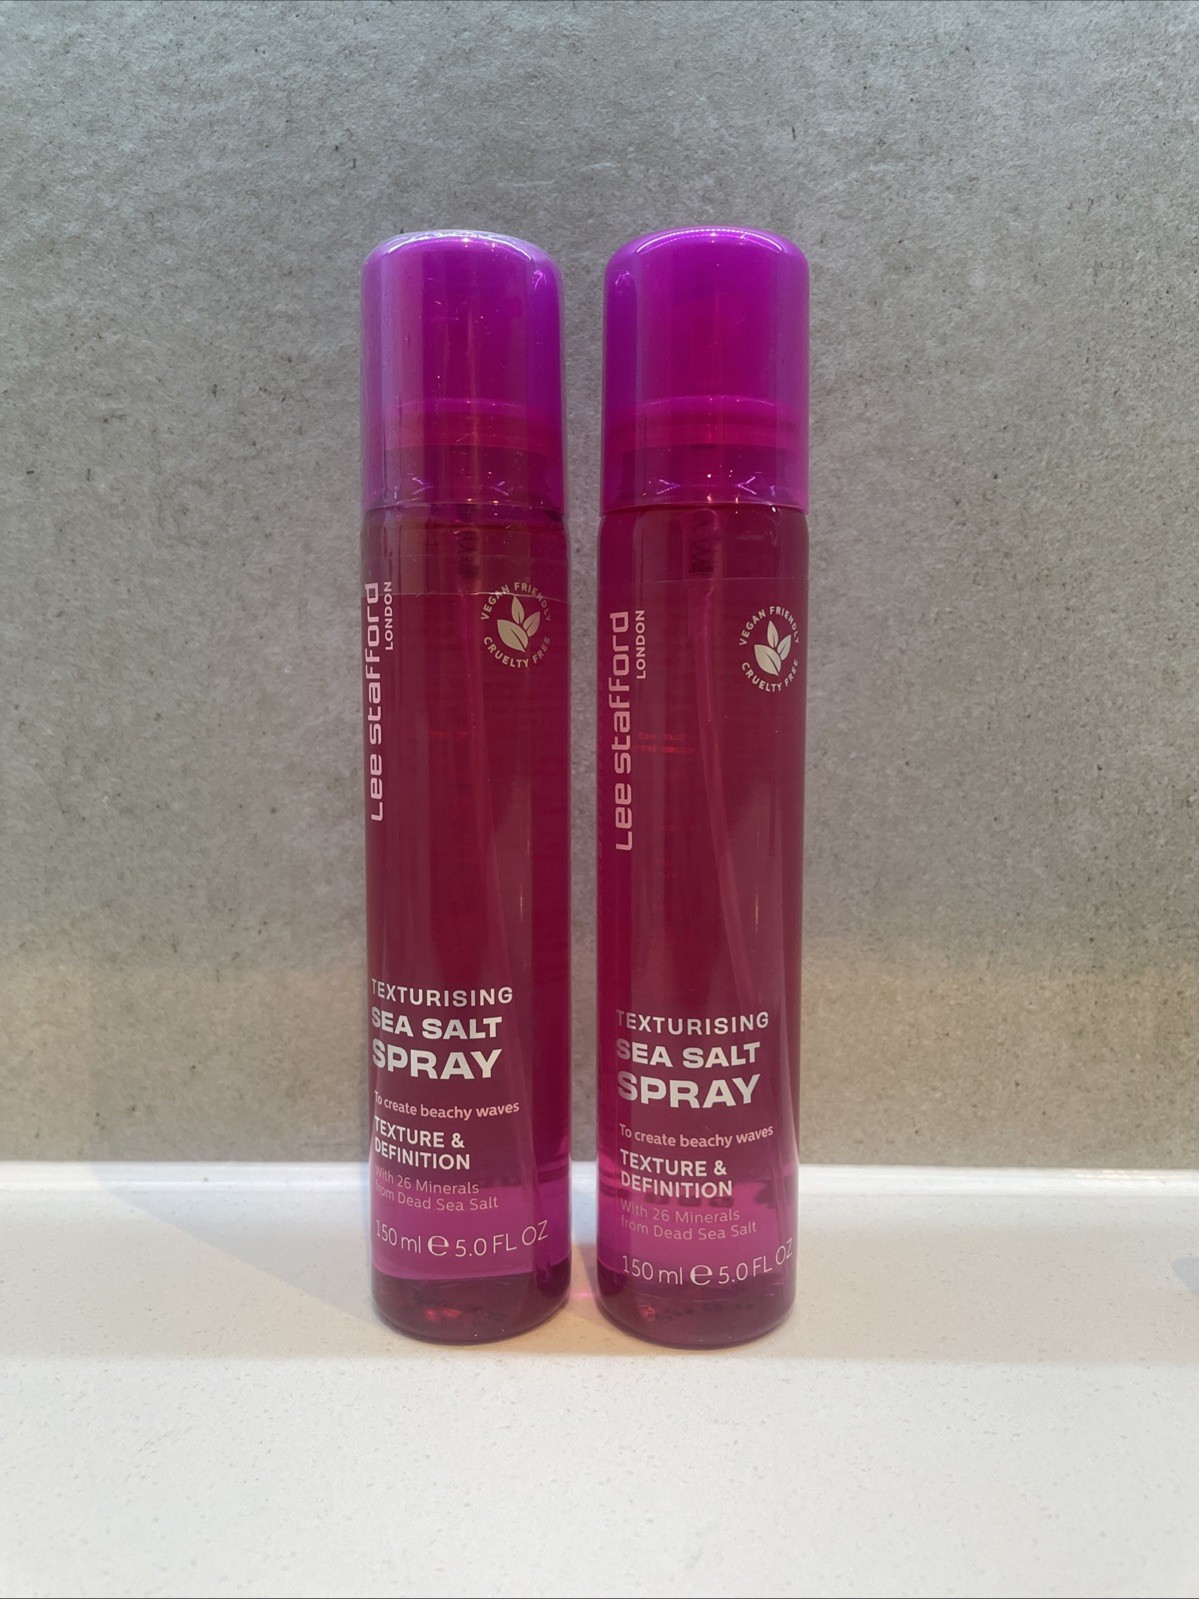 Lee Stafford
LONDON
VEGAN FRIENDLY
CRUELTY FREE
TEXTURISING
SEA SALT
SPRAY
To create beachy waves
TEXTURE &
DEFINITION
With 26 Minerals
from Dead Sea Salt
150 ml e 5.0 FL OZ
Lee Stafford
LONDON
VEGAN FRIENDLY
CRUELTY FREE
TEXTURISING
SEA SALT
SPRAY
To create beachy waves
TEXTURE &
DEFINITION
With 26 Minerals
from Dead Sea Salt
150 ml e 5.0 FL OZ